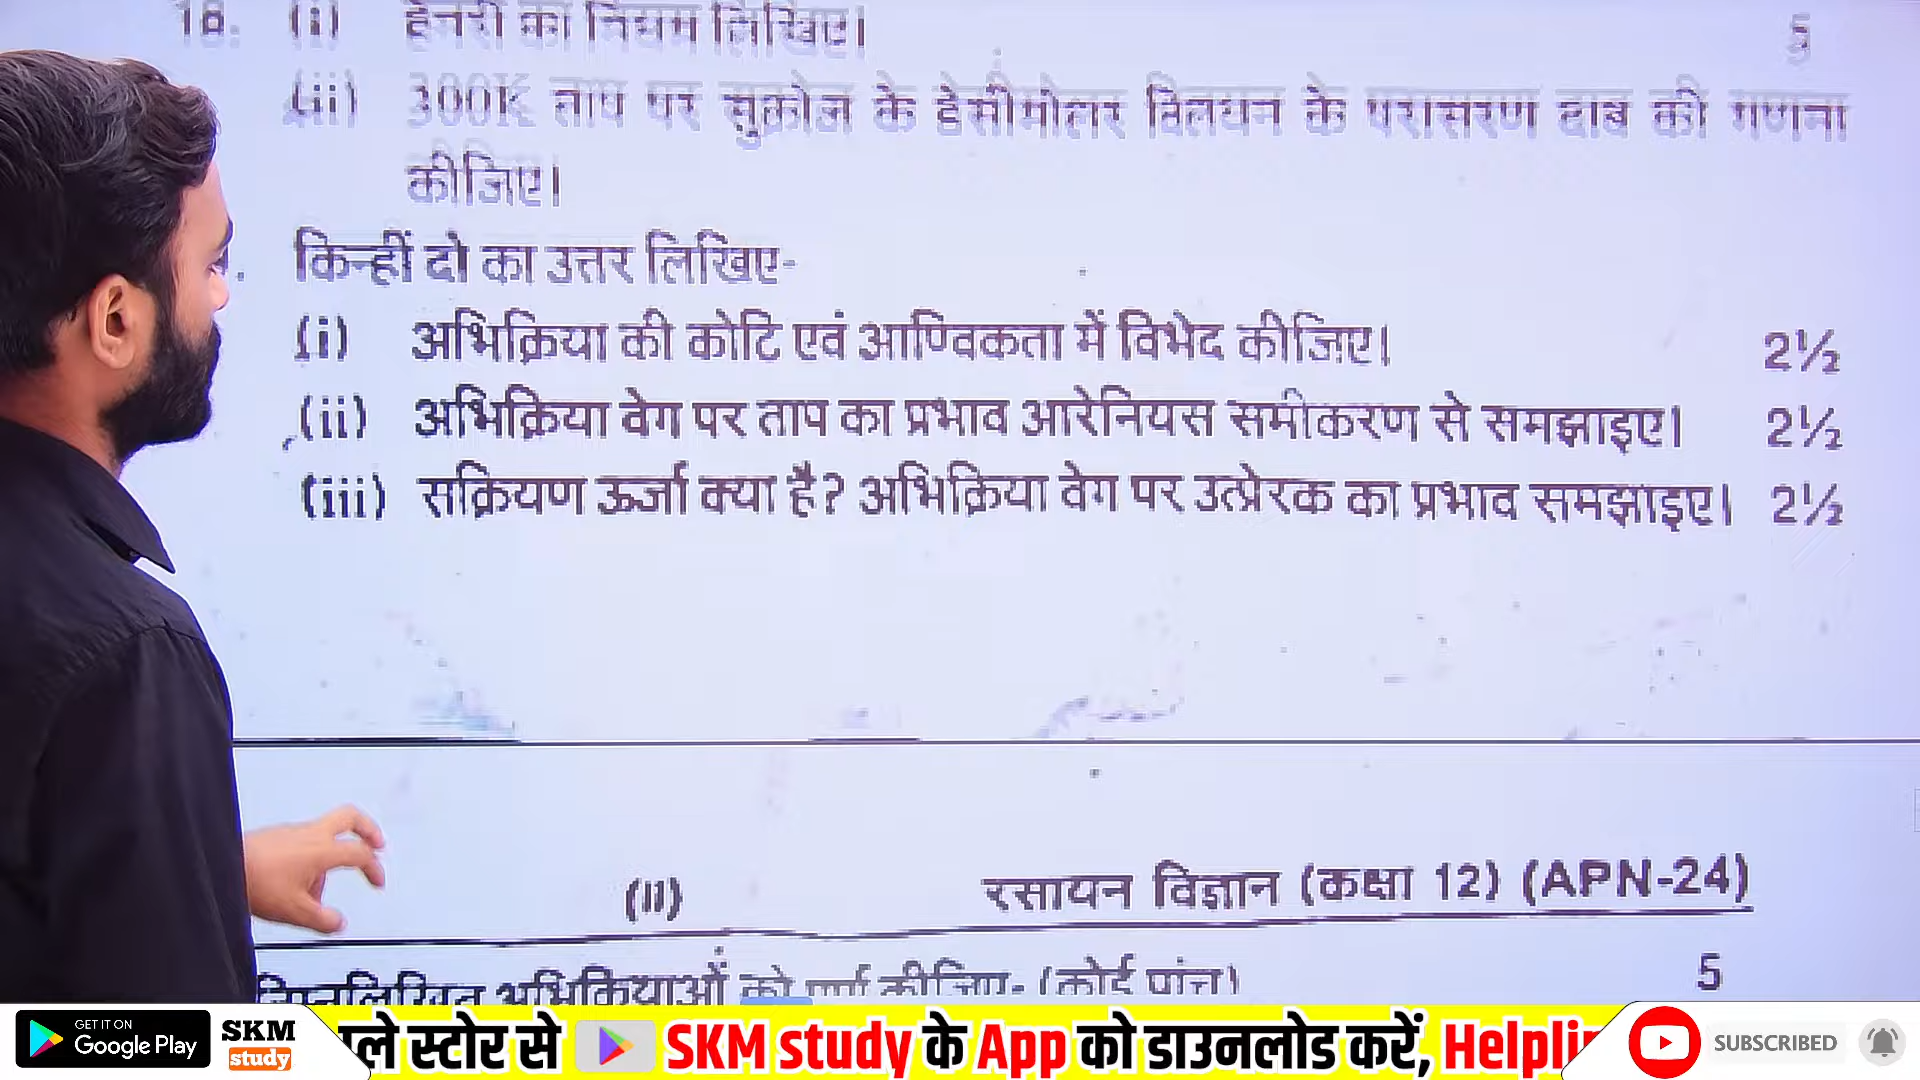 18. (i) हेनरी का नियम लिखिए। 5
(ii) 300K ताप पर सुक्रोज के डेसीमोलर विलयन के परासरण दाब की गणना
कीजिए।
. किन्हीं दो का उत्तर लिखिए-
(i) अभिक्रिया की कोटि एवं आण्विकता में विभेद कीजिए। 2½
(ii) अभिक्रिया वेग पर ताप का प्रभाव आरेनियस समीकरण से समझाइए। 2½
(iii) सक्रियण ऊर्जा क्या है? अभिक्रिया वेग पर उत्प्रेरक का प्रभाव समझाइए। 2½
(II) रसायन विज्ञान (कक्षा 12) (APN-24)
निम्नलिखित अभिक्रियाओं को पूर्ण कीजिए- (कोई पांच) 5
GET IT ON
Google Play
SKM
study
ले स्टोर से SKM study के App को डाउनलोड करें, Helplin
SUBSCRIBED